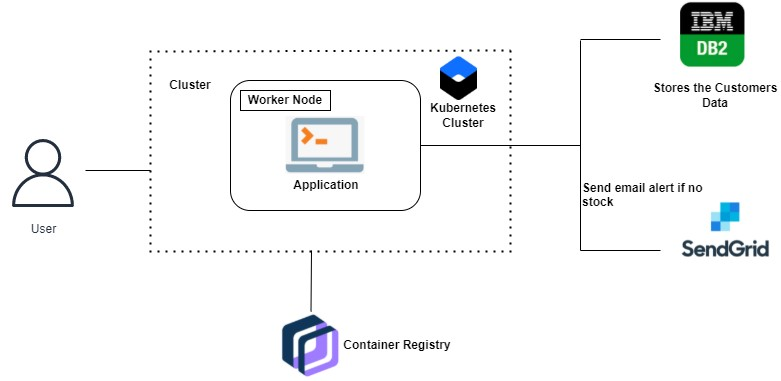 IBM
DB2
Stores the Customers
Data
Cluster
Worker Node
Kubernetes
Cluster
Application
User
Send email alert if no
stock
SendGrid
Container Registry